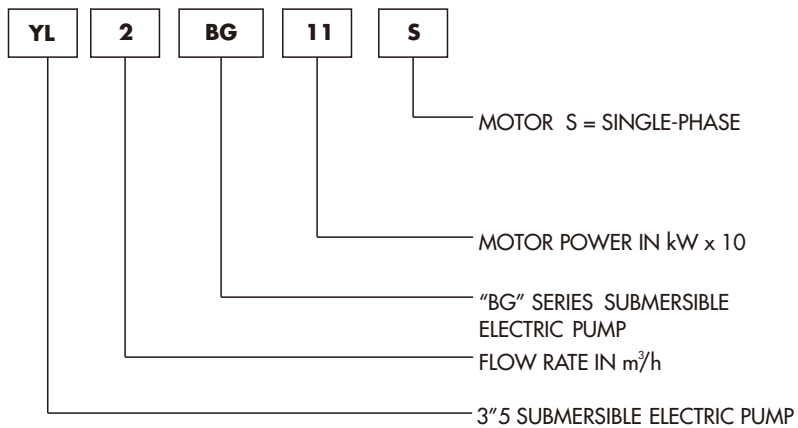 YL 2 BG 11 S
MOTOR S = SINGLE-PHASE
MOTOR POWER IN kW x 10
"BG" SERIES SUBMERSIBLE
ELECTRIC PUMP
FLOW RATE IN m³/h
3"5 SUBMERSIBLE ELECTRIC PUMP